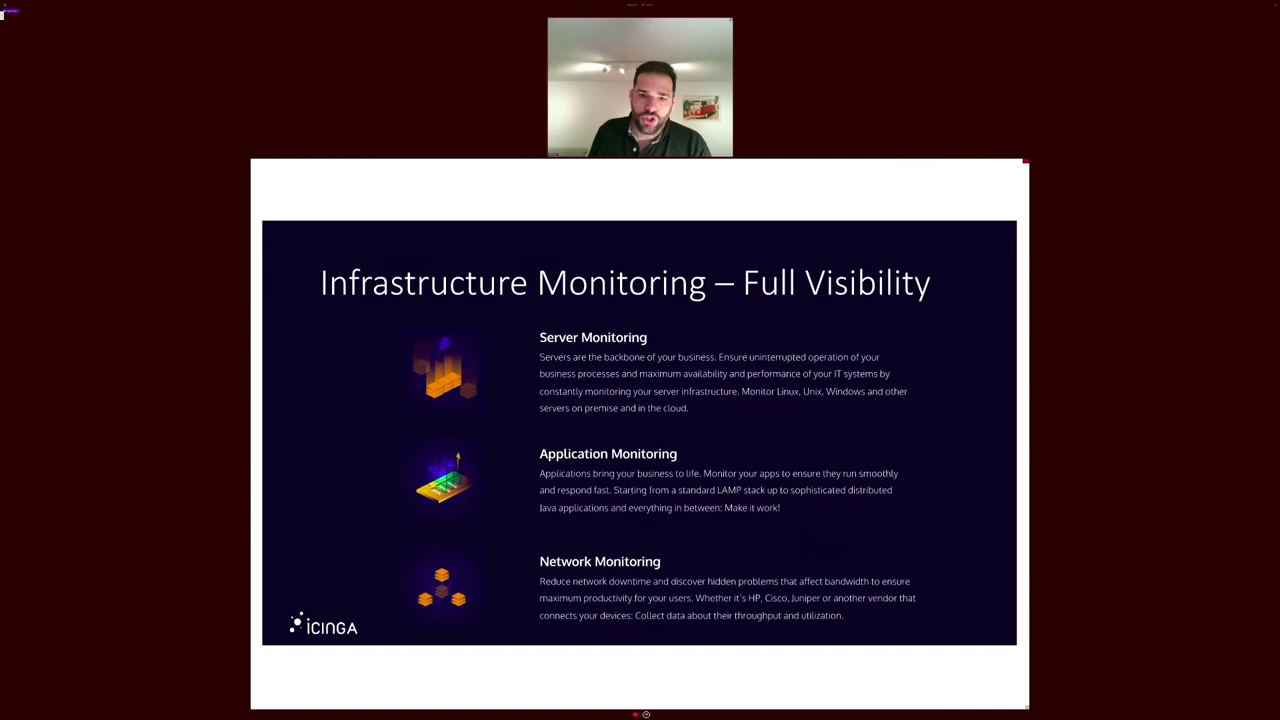 Infrastructure Monitoring – Full Visibility
Server Monitoring
Servers are the backbone of your business. Ensure uninterrupted operation of your
business processes and maximum availability and performance of your IT systems by
constantly monitoring your server infrastructure. Monitor Linux, Unix, Windows and other
servers on premise and in the cloud.
Application Monitoring
Applications bring your business to life. Monitor your apps to ensure they run smoothly
and respond fast. Starting from a standard LAMP stack up to sophisticated distributed
Java applications and everything in between: Make it work!
Network Monitoring
Reduce network downtime and discover hidden problems that affect bandwidth to ensure
maximum productivity for your users. Whether it's HP, Cisco, Juniper or another vendor that
connects your devices: Collect data about their throughput and utilization.
iCINGA